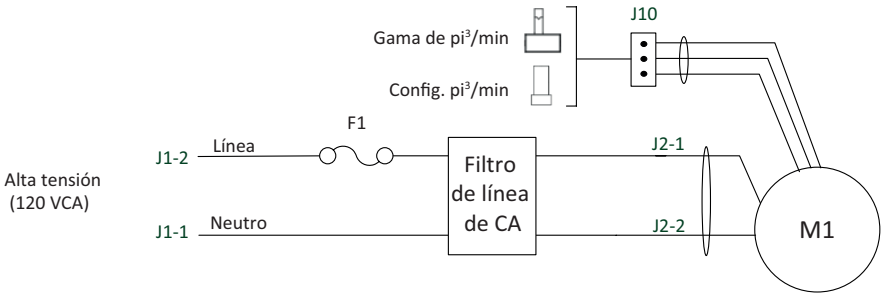 J10
Gama de pi³/min
Config. pi³/min
F1
J1-2
Línea
Filtro
de línea
de CA
J2-1
Alta tensión
(120 VCA)
J1-1
Neutro
J2-2
M1